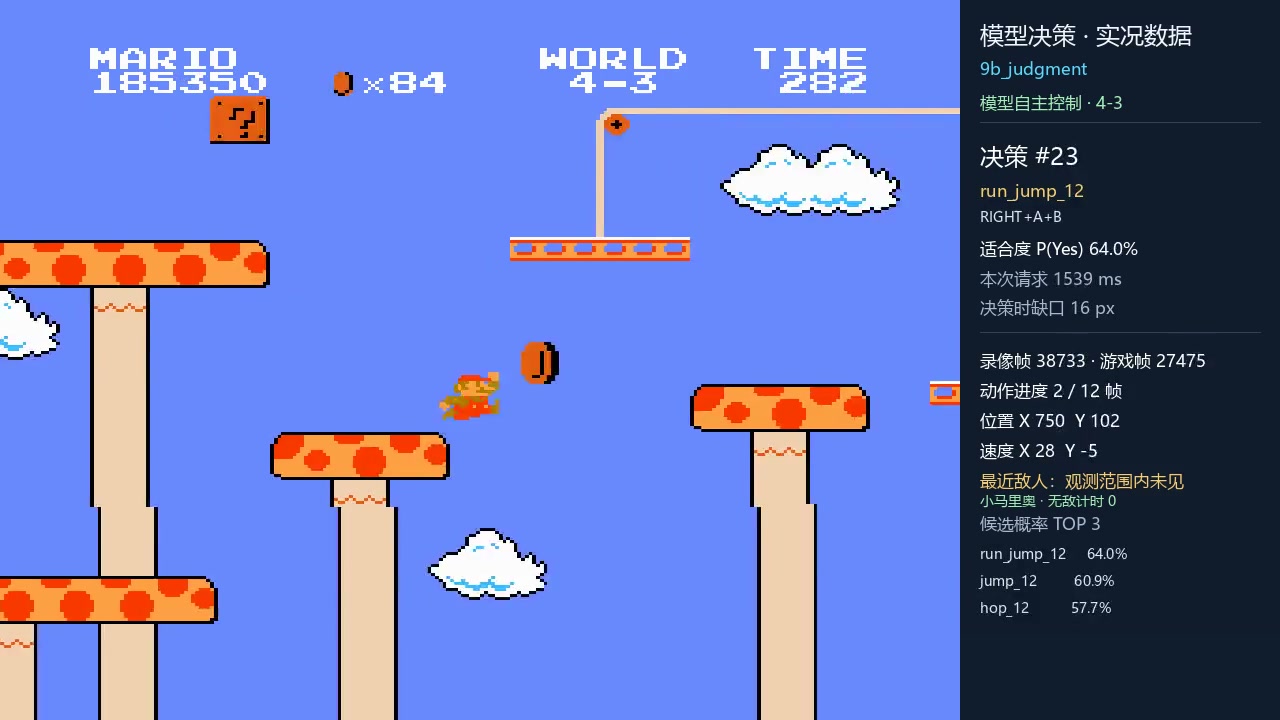 MARIO
185350
×84
WORLD
4-3
TIME
282
?
模型决策 · 实况数据
9b_judgment
模型自主控制 · 4-3
决策 #23
run_jump_12
RIGHT+A+B
适合度 P(Yes) 64.0%
本次请求 1539 ms
决策时缺口 16 px
录像帧 38733 · 游戏帧 27475
动作进度 2 / 12 帧
位置 X 750 Y 102
速度 X 28 Y -5
最近敌人：观测范围内未见
小马里奥 · 无敌计时 0
候选概率 TOP 3
run_jump_12 64.0%
jump_12 60.9%
hop_12 57.7%